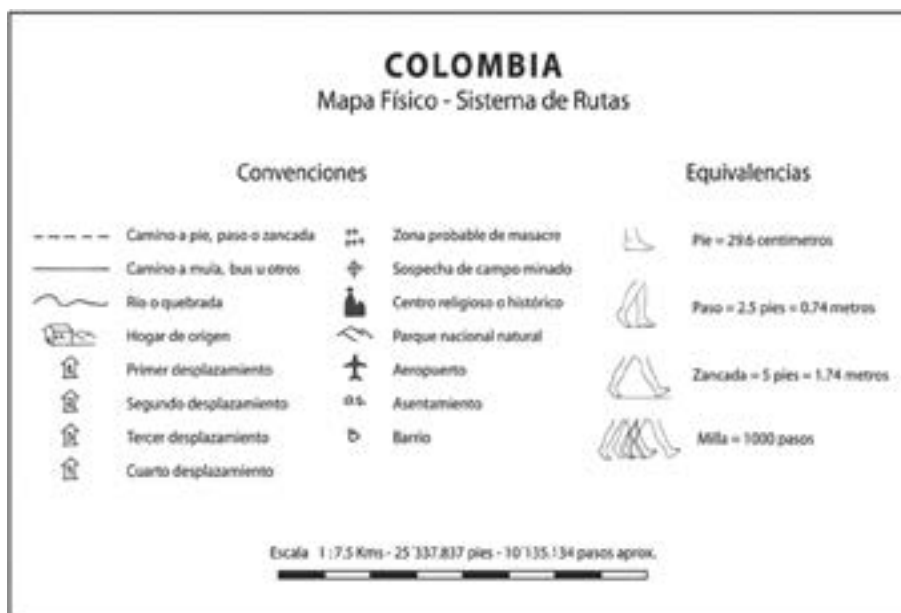 COLOMBIA
Mapa Físico - Sistema de Rutas
Convenciones
Camino a pie, paso o zancada
Camino a mula, bus u otros
Río o quebrada
Hogar de origen
Primer desplazamiento
Segundo desplazamiento
Tercer desplazamiento
Cuarto desplazamiento
Zona probable de masacre
Sospecha de campo minado
Centro religioso o histórico
Parque nacional natural
Aeropuerto
Asentamiento
Barrio
Equivalencias
Pie = 29.6 centímetros
Paso = 2.5 pies = 0.74 metros
Zancada = 5 pies = 1.74 metros
Milla = 1000 pasos
Escala 1 : 7.5 Kms - 25´337.837 pies - 10´135.134 pasos aprox.